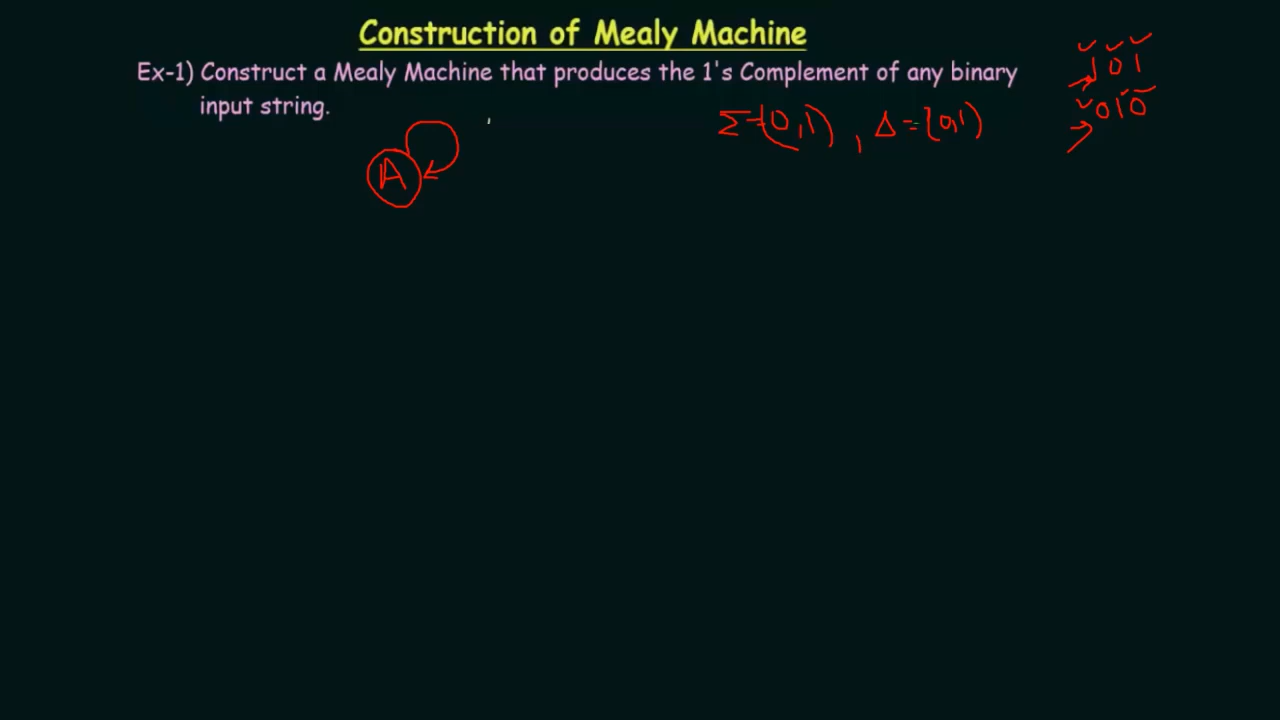 Construction of Mealy Machine
Ex-1) Construct a Mealy Machine that produces the 1's Complement of any binary
input string.
101
010
Σ={0,1} , Δ={0,1}
A